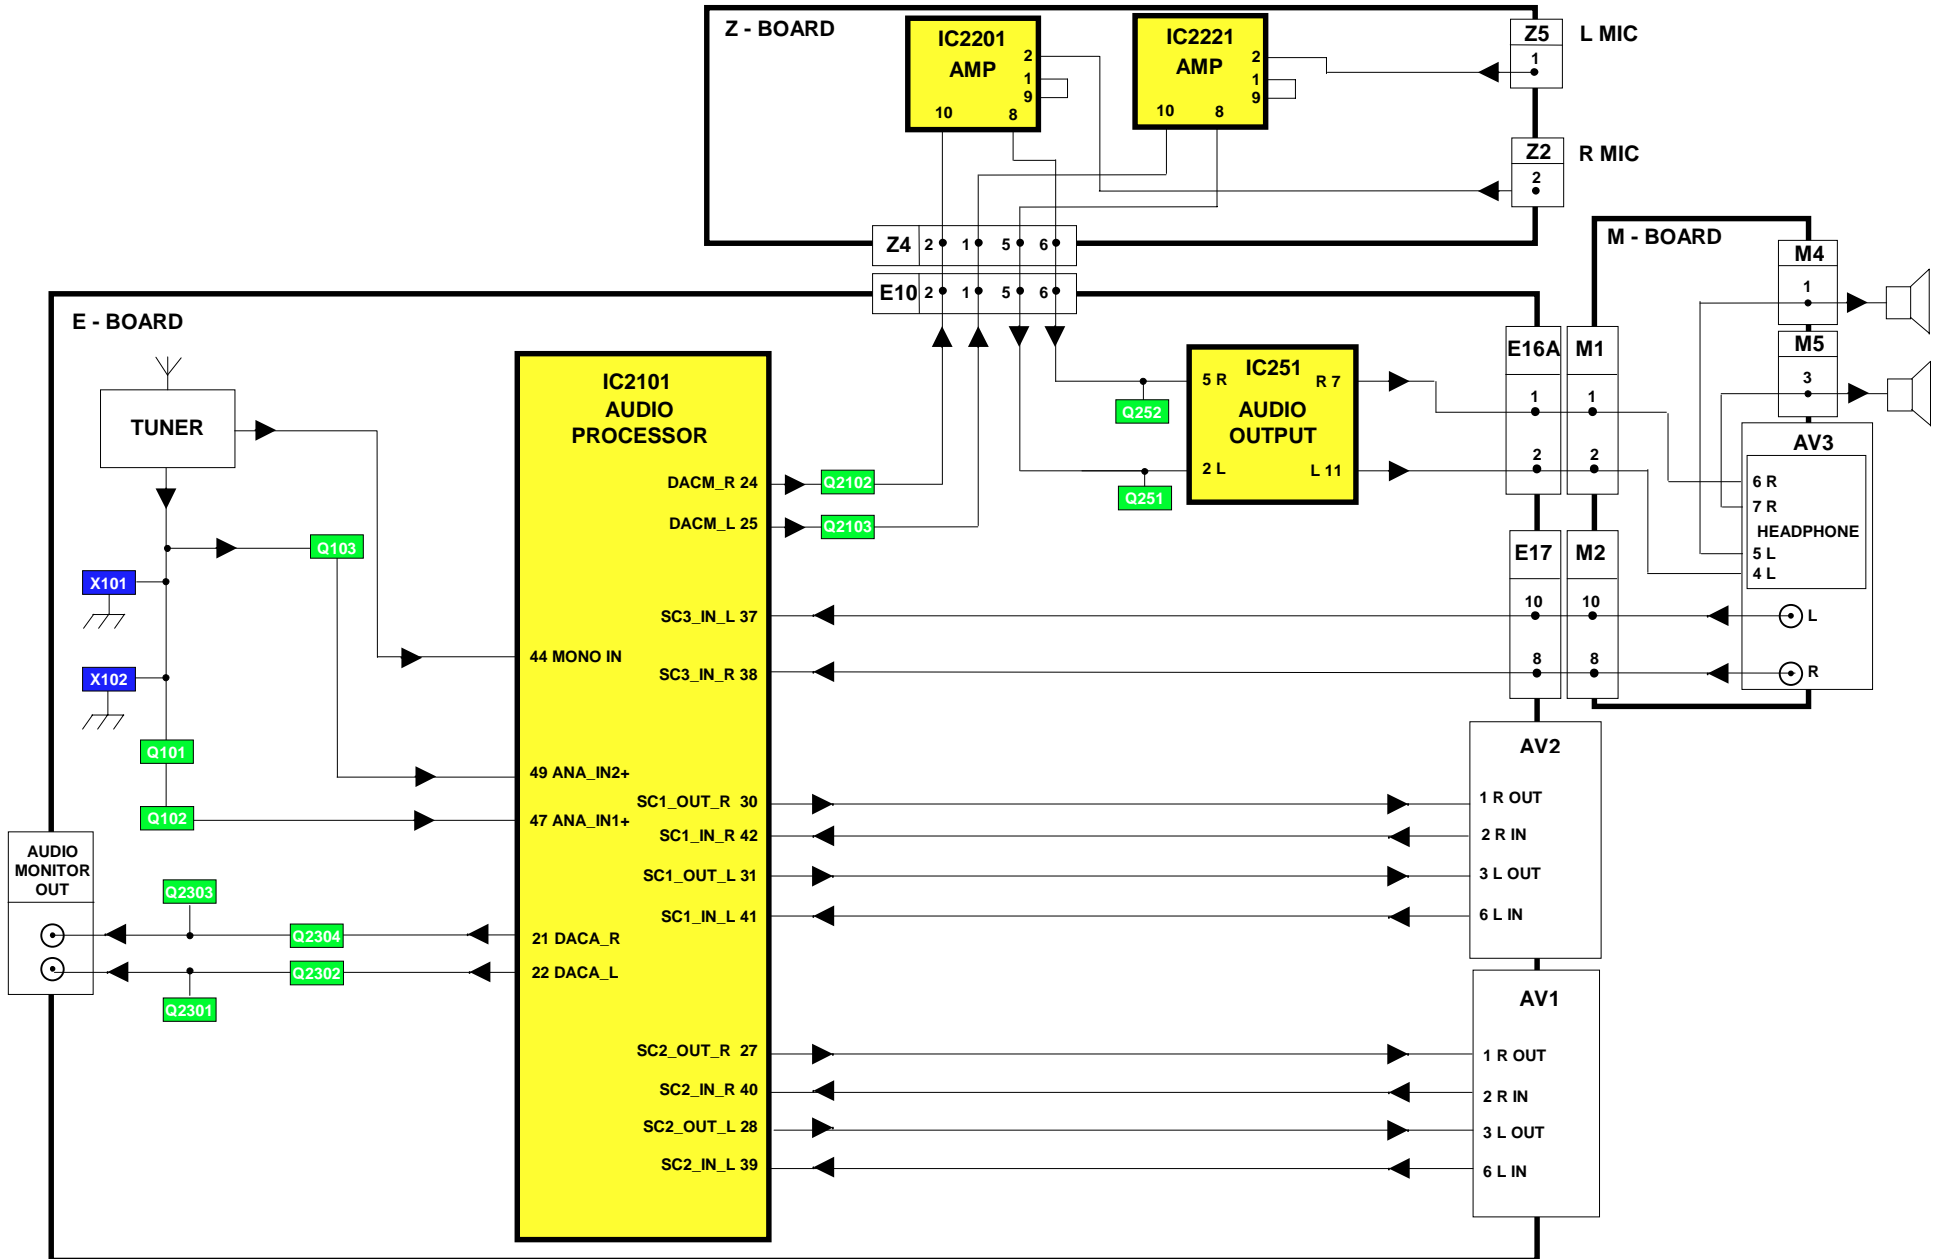 Z - BOARD
IC2201
AMP
2
1
9
10
8
IC2221
AMP
2
1
9
10
8
Z5
1
L MIC
Z2
2
R MIC
Z4 2 1 5 6
E10 2 1 5 6
M - BOARD
M4
1
M5
3
E - BOARD
TUNER
X101
X102
Q103
Q101
Q102
IC2101
AUDIO
PROCESSOR
DACM_R 24
DACM_L 25
SC3_IN_L 37
44 MONO IN
SC3_IN_R 38
49 ANA_IN2+
SC1_OUT_R 30
47 ANA_IN1+
SC1_IN_R 42
SC1_OUT_L 31
SC1_IN_L 41
21 DACA_R
22 DACA_L
SC2_OUT_R 27
SC2_IN_R 40
SC2_OUT_L 28
SC2_IN_L 39
Q2102
Q2103
Q252
Q251
IC251
5 R
R 7
AUDIO
OUTPUT
2 L
L 11
E16A
1
2
M1
1
2
E17
10
8
M2
10
8
AV3
6 R
7 R
HEADPHONE
5 L
4 L
L
R
AV2
1 R OUT
2 R IN
3 L OUT
6 L IN
AV1
1 R OUT
2 R IN
3 L OUT
6 L IN
AUDIO
MONITOR
OUT
Q2303
Q2304
Q2302
Q2301